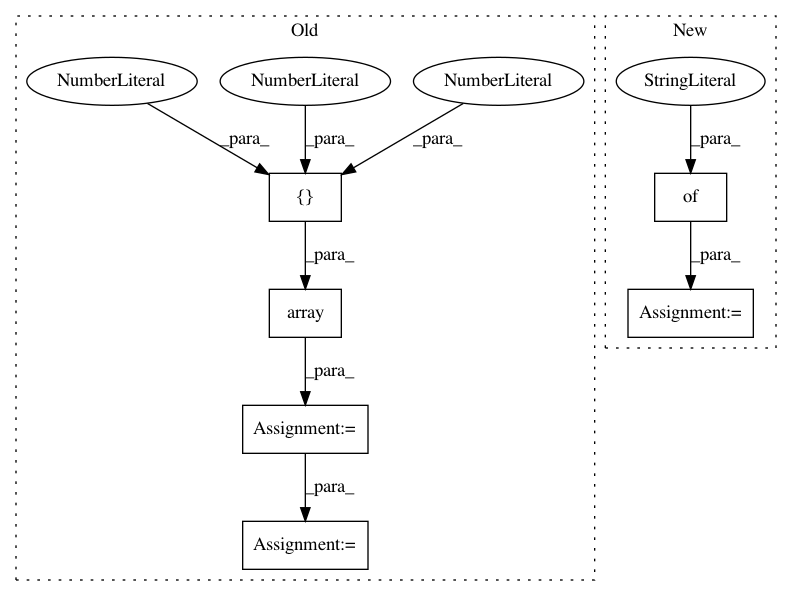 Old
New
NumberLiteral
NumberLiteral
NumberLiteral
StringLiteral
_para_
_para_
_para_
_para_
{}
of
_para_
_para_
array
Assignment:=
_para_
Assignment:=
_para_
Assignment:=